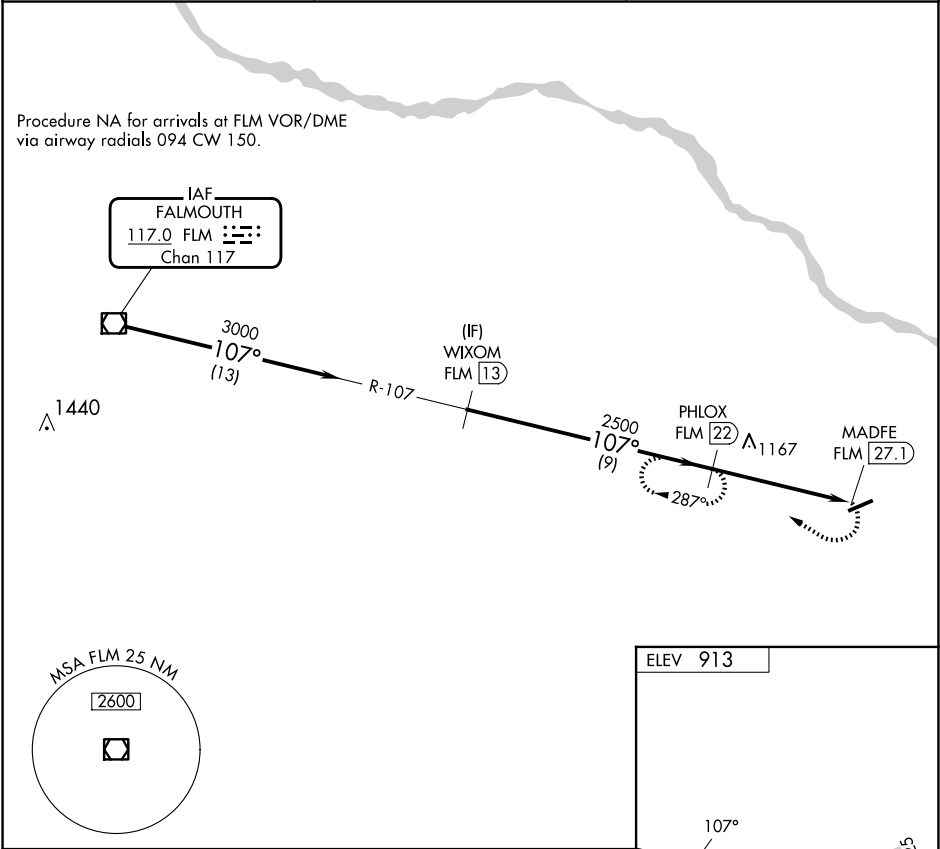 Procedure NA for arrivals at FLM VOR/DME
via airway radials 094 CW 150.
IAF
FALMOUTH
117.0 FLM
Chan 117
3000
107°
(13)
R-107
(IF)
WIXOM
FLM 13
1440
2500
107°
(9)
PHLOX
FLM 22
1167
MADFE
FLM 27.1
287°
MSA FLM 25 NM
2600
ELEV 913
107°